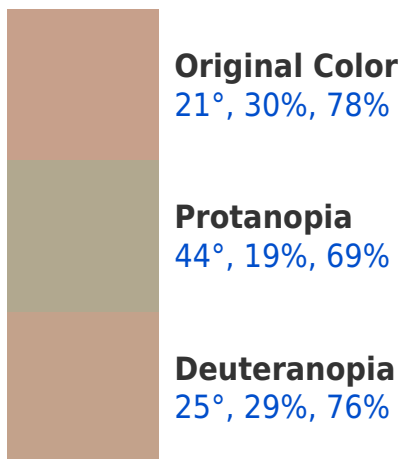 Original Color
21°, 30%, 78%
Protanopia
44°, 19%, 69%
Deuteranopia
25°, 29%, 76%